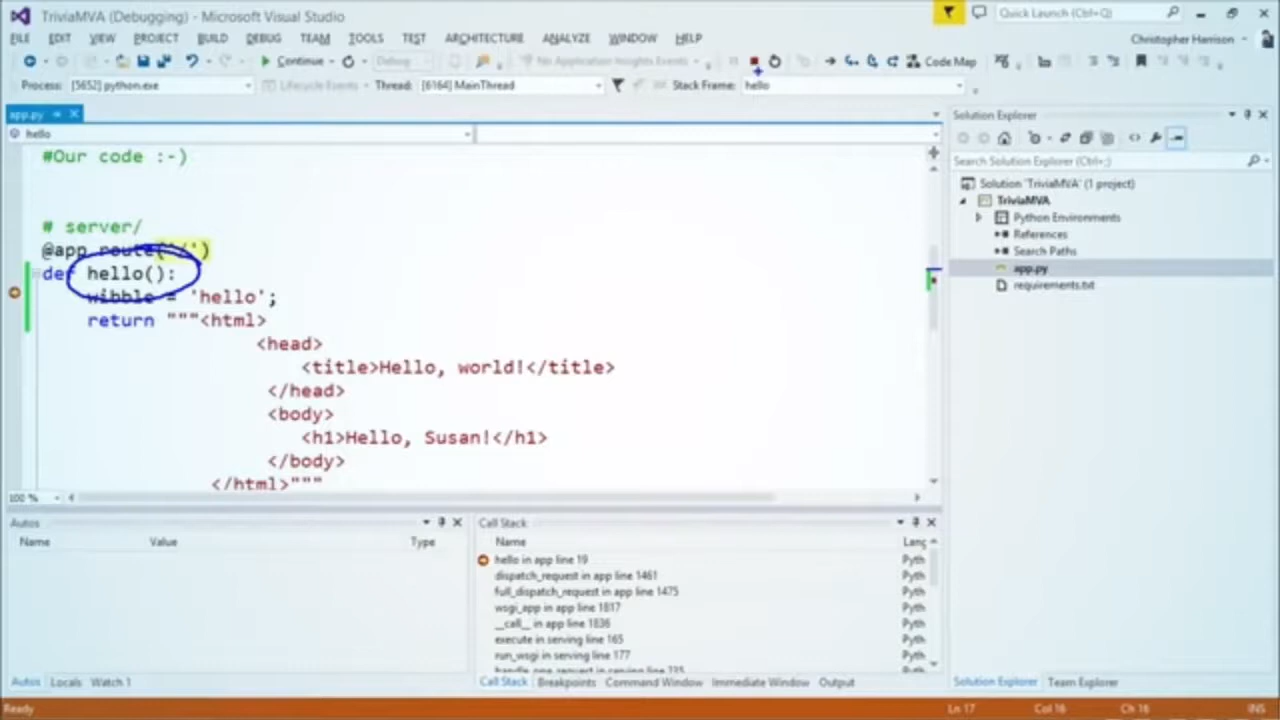 TriviaMVA (Debugging) - Microsoft Visual Studio
Quick Launch (Ctrl+Q)
FILE EDIT VIEW PROJECT BUILD DEBUG TEAM TOOLS TEST ARCHITECTURE ANALYZE WINDOW HELP
Christopher Harrison
Continue Debug No Application Insights Events Code Map
Process: [5652] python.exe Lifecycle Events Thread: [6164] MainThread Stack Frame: hello
app.py
hello
#Our code :-)
# server/
@app.route('/')
def hello():
wibble = 'hello';
return """<html>
<head>
<title>Hello, world!</title>
</head>
<body>
<h1>Hello, Susan!</h1>
</body>
</html>"""
100 %
Solution Explorer
Search Solution Explorer (Ctrl+;)
Solution 'TriviaMVA' (1 project)
TriviaMVA
Python Environments
References
Search Paths
app.py
requirements.txt
Autos
Name Value Type
Call Stack
Name Lang
hello in app line 19 Pyth
dispatch_request in app line 1461 Pyth
full_dispatch_request in app line 1475 Pyth
wsgi_app in app line 1817 Pyth
__call__ in app line 1836 Pyth
execute in serving line 165 Pyth
run_wsgi in serving line 177 Pyth
handle_one_request in serving line 235 Pyth
Autos Locals Watch 1
Call Stack Breakpoints Command Window Immediate Window Output
Solution Explorer Team Explorer
Ready
Ln 17 Col 16 Ch 16 INS